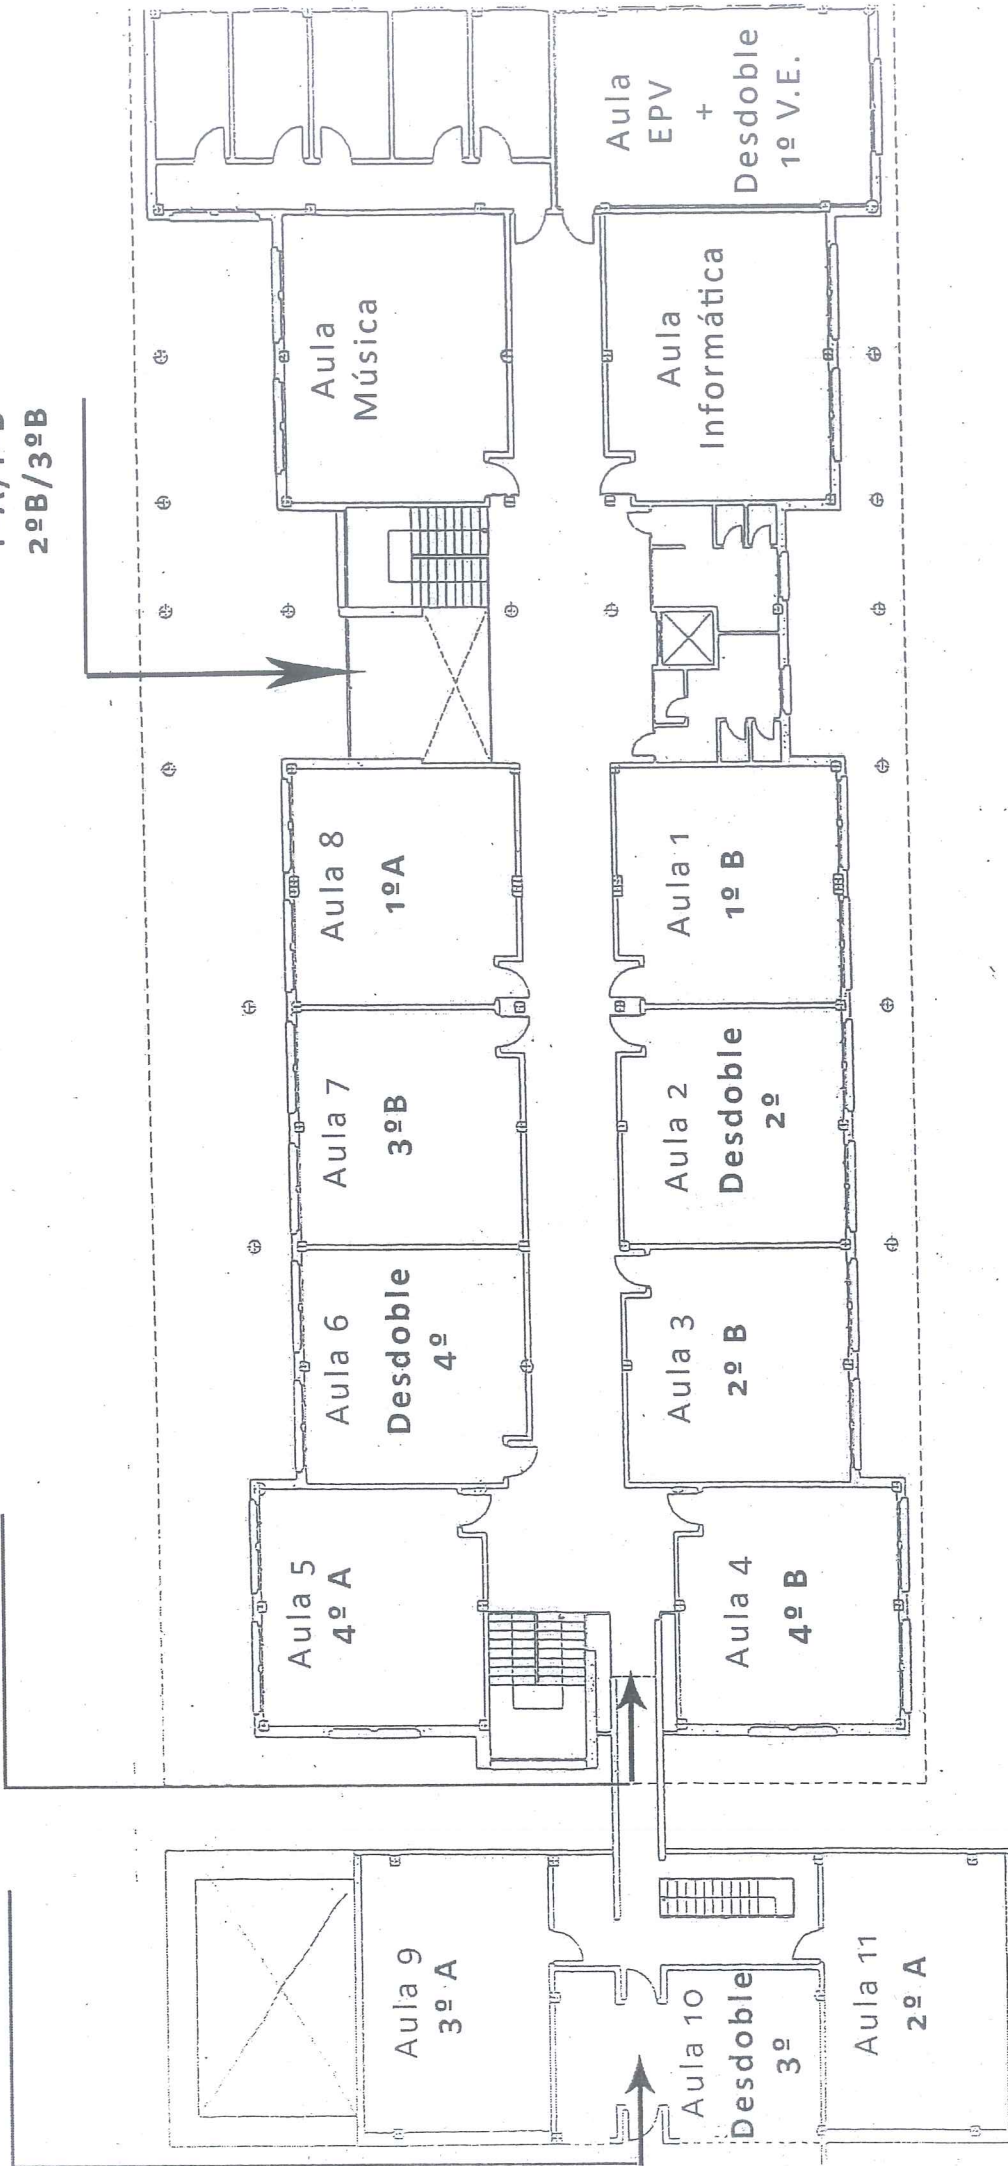 2ºB/3ºB
Aula 9
3º A
Aula 5
4º A
Aula 6
Desdoble
4º
Aula 7
3ºB
Aula 8
1ºA
Aula
Música
Aula 10
Desdoble
3º
Aula 11
2º A
Aula 4
4º B
Aula 3
2º B
Aula 2
Desdoble
2º
Aula 1
1º B
Aula
Informática
Aula
EPV
+
Desdoble
1º V.E.